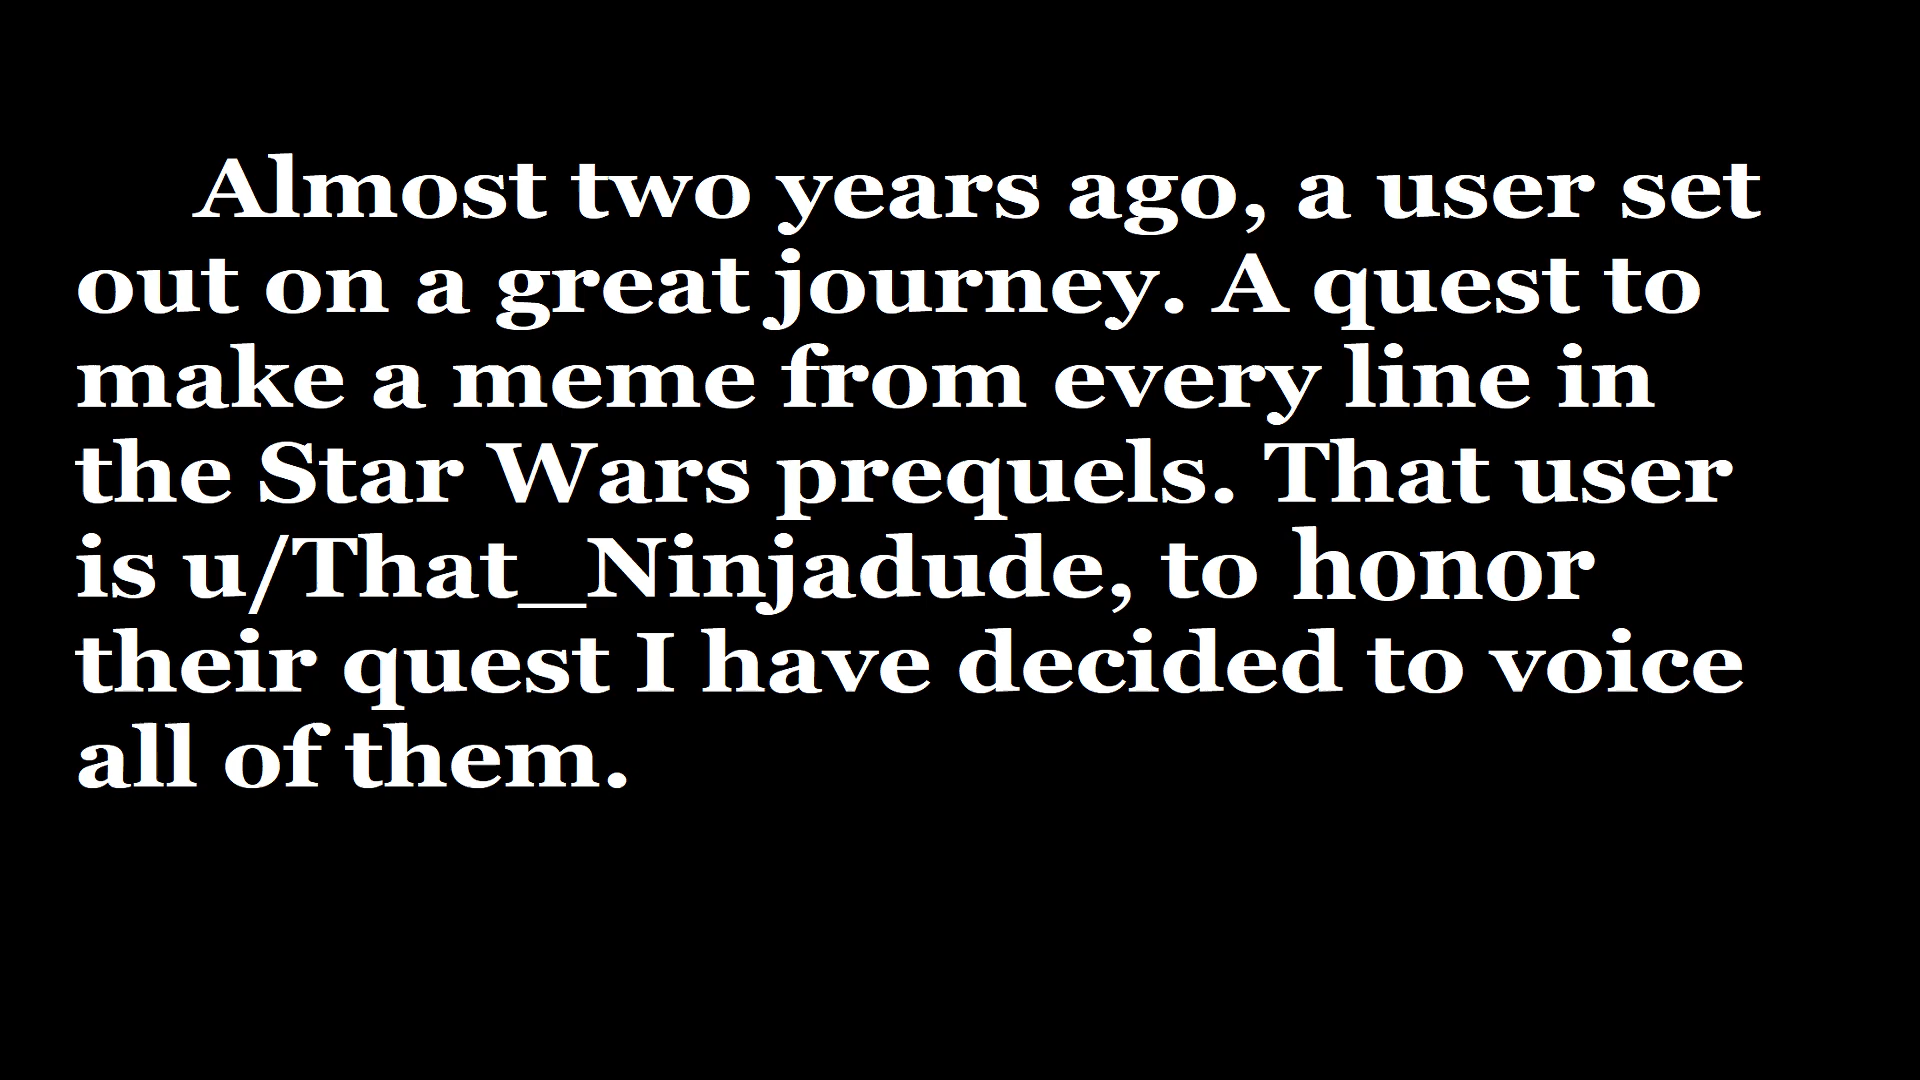 Almost two years ago, a user set
out on a great journey. A quest to
make a meme from every line in
the Star Wars prequels. That user
is u/That_Ninjadude, to honor
their quest I have decided to voice
all of them.